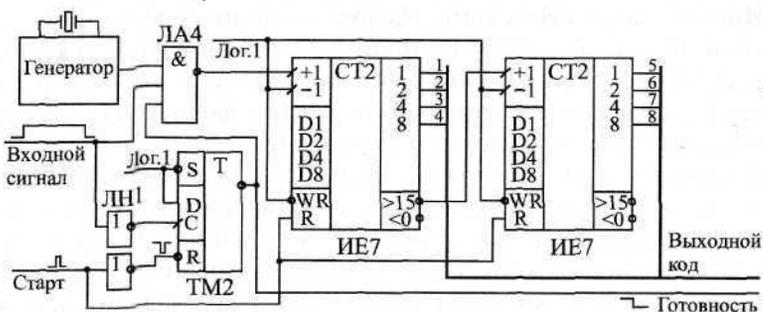 ЛА4
Генератор
&
Лог.1
+1
–1
СТ2
1
2
4
8
1
2
3
4
+1
–1
СТ2
1
2
4
8
5
6
7
8
D1
D2
D4
D8
D1
D2
D4
D8
Входной
сигнал
Лог.1
S
T
D
C
R
ЛН1
1
WR
R
>15
<0
WR
R
>15
<0
ИЕ7
ИЕ7
Выходной
код
Старт
1
ТМ2
Готовность